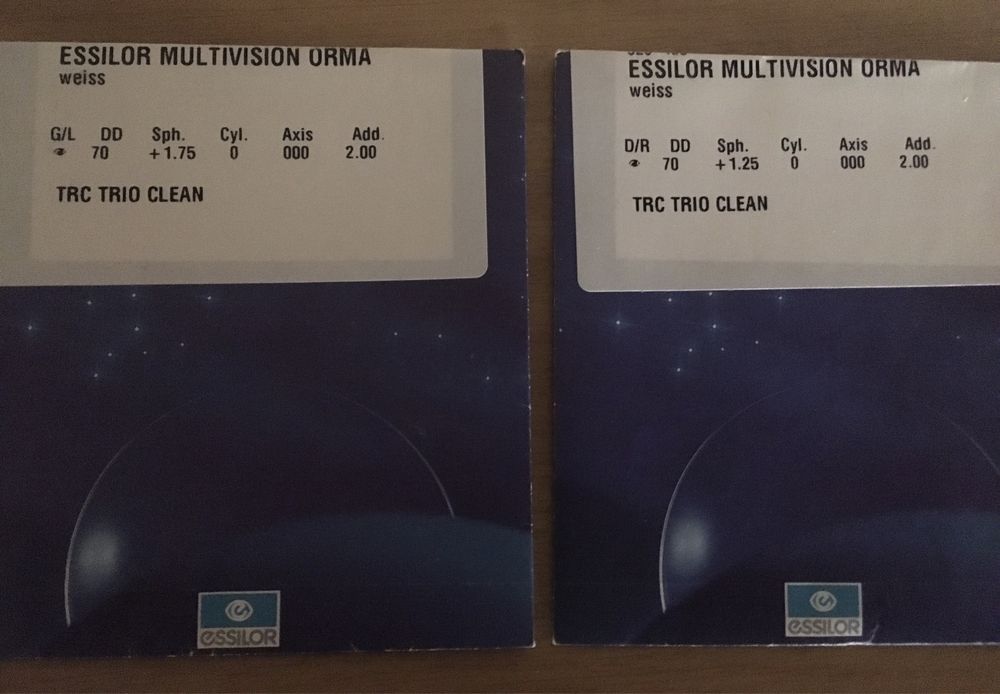 ESSILOR MULTIVISION ORMA
weiss
G/L DD Sph. Cyl. Axis Add.
70 +1.75 0 000 2.00
TRC TRIO CLEAN
ESSILOR
ESSILOR MULTIVISION ORMA
weiss
D/R DD Sph. Cyl. Axis Add.
70 +1.25 0 000 2.00
TRC TRIO CLEAN
ESSILOR